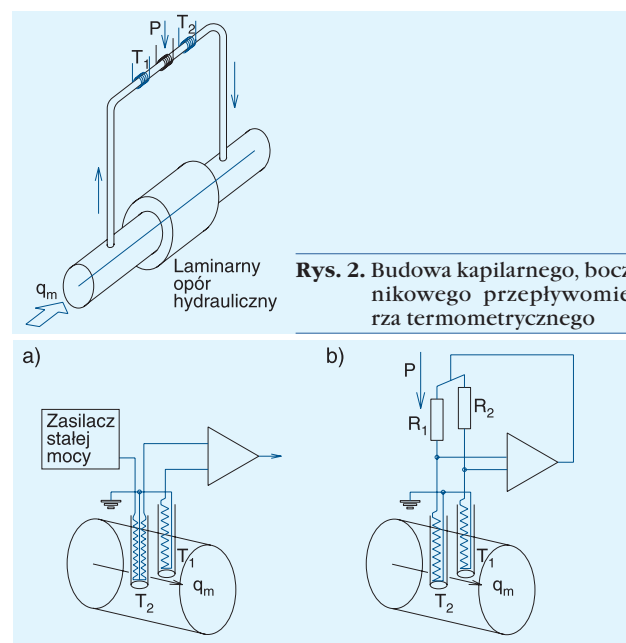 P
T₂
T₁
qₘ
Laminarny
opór
hydrauliczny
Rys. 2. Budowa kapilarnego, bocz
nikowego przepływomie
rza termometrycznego
a)
Zasilacz
stałej
mocy
T₁
T₂
qₘ
b)
P
R₁
R₂
T₁
T₂
qₘ